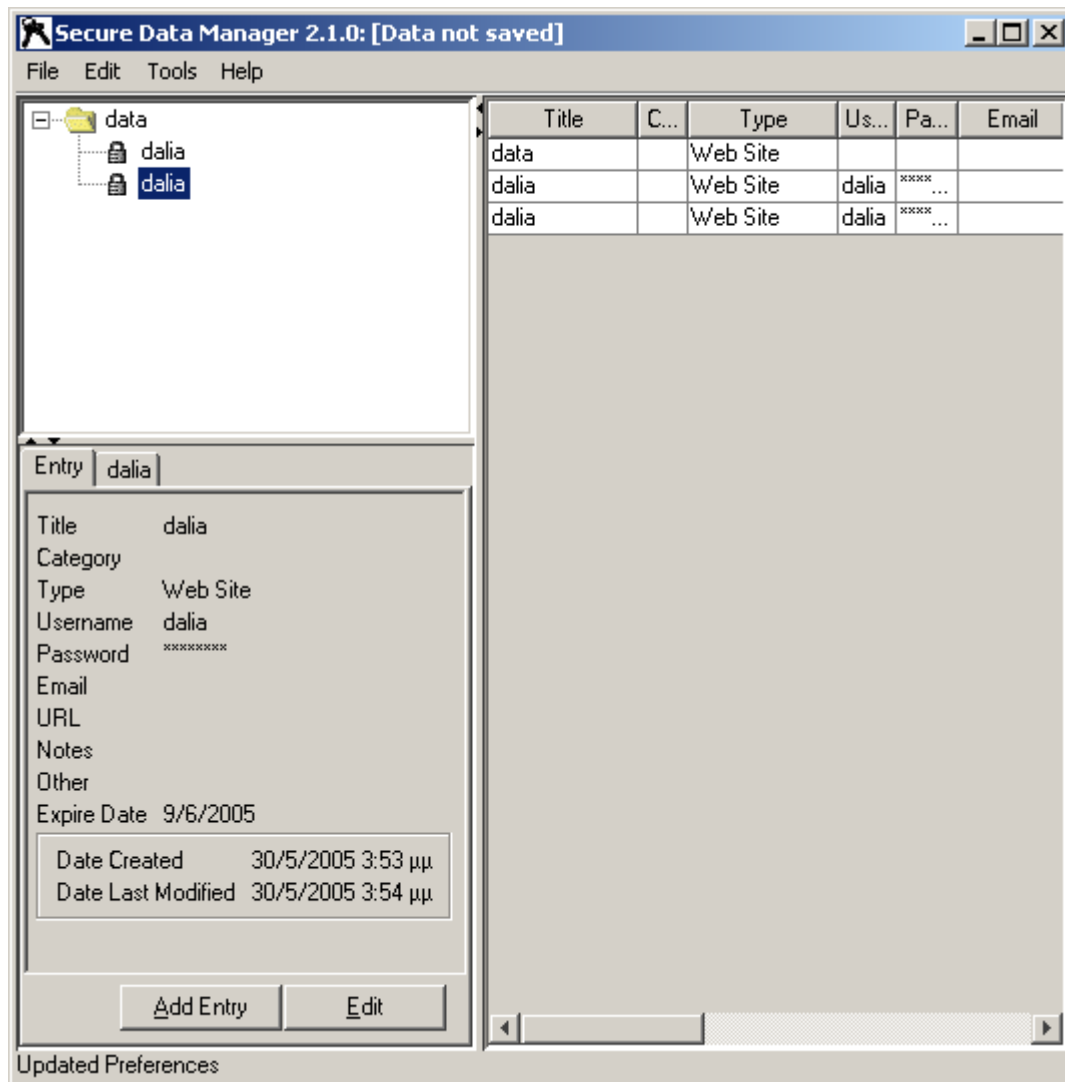 Secure Data Manager 2.1.0: [Data not saved]
File Edit Tools Help
data
dalia
dalia
Title C... Type Us... Pa... Email
data Web Site
dalia Web Site dalia ****...
dalia Web Site dalia ****...
Entry dalia
Title dalia
Category
Type Web Site
Username dalia
Password ********
Email
URL
Notes
Other
Expire Date 9/6/2005
Date Created 30/5/2005 3:53 μμ
Date Last Modified 30/5/2005 3:54 μμ
Add Entry Edit
Updated Preferences